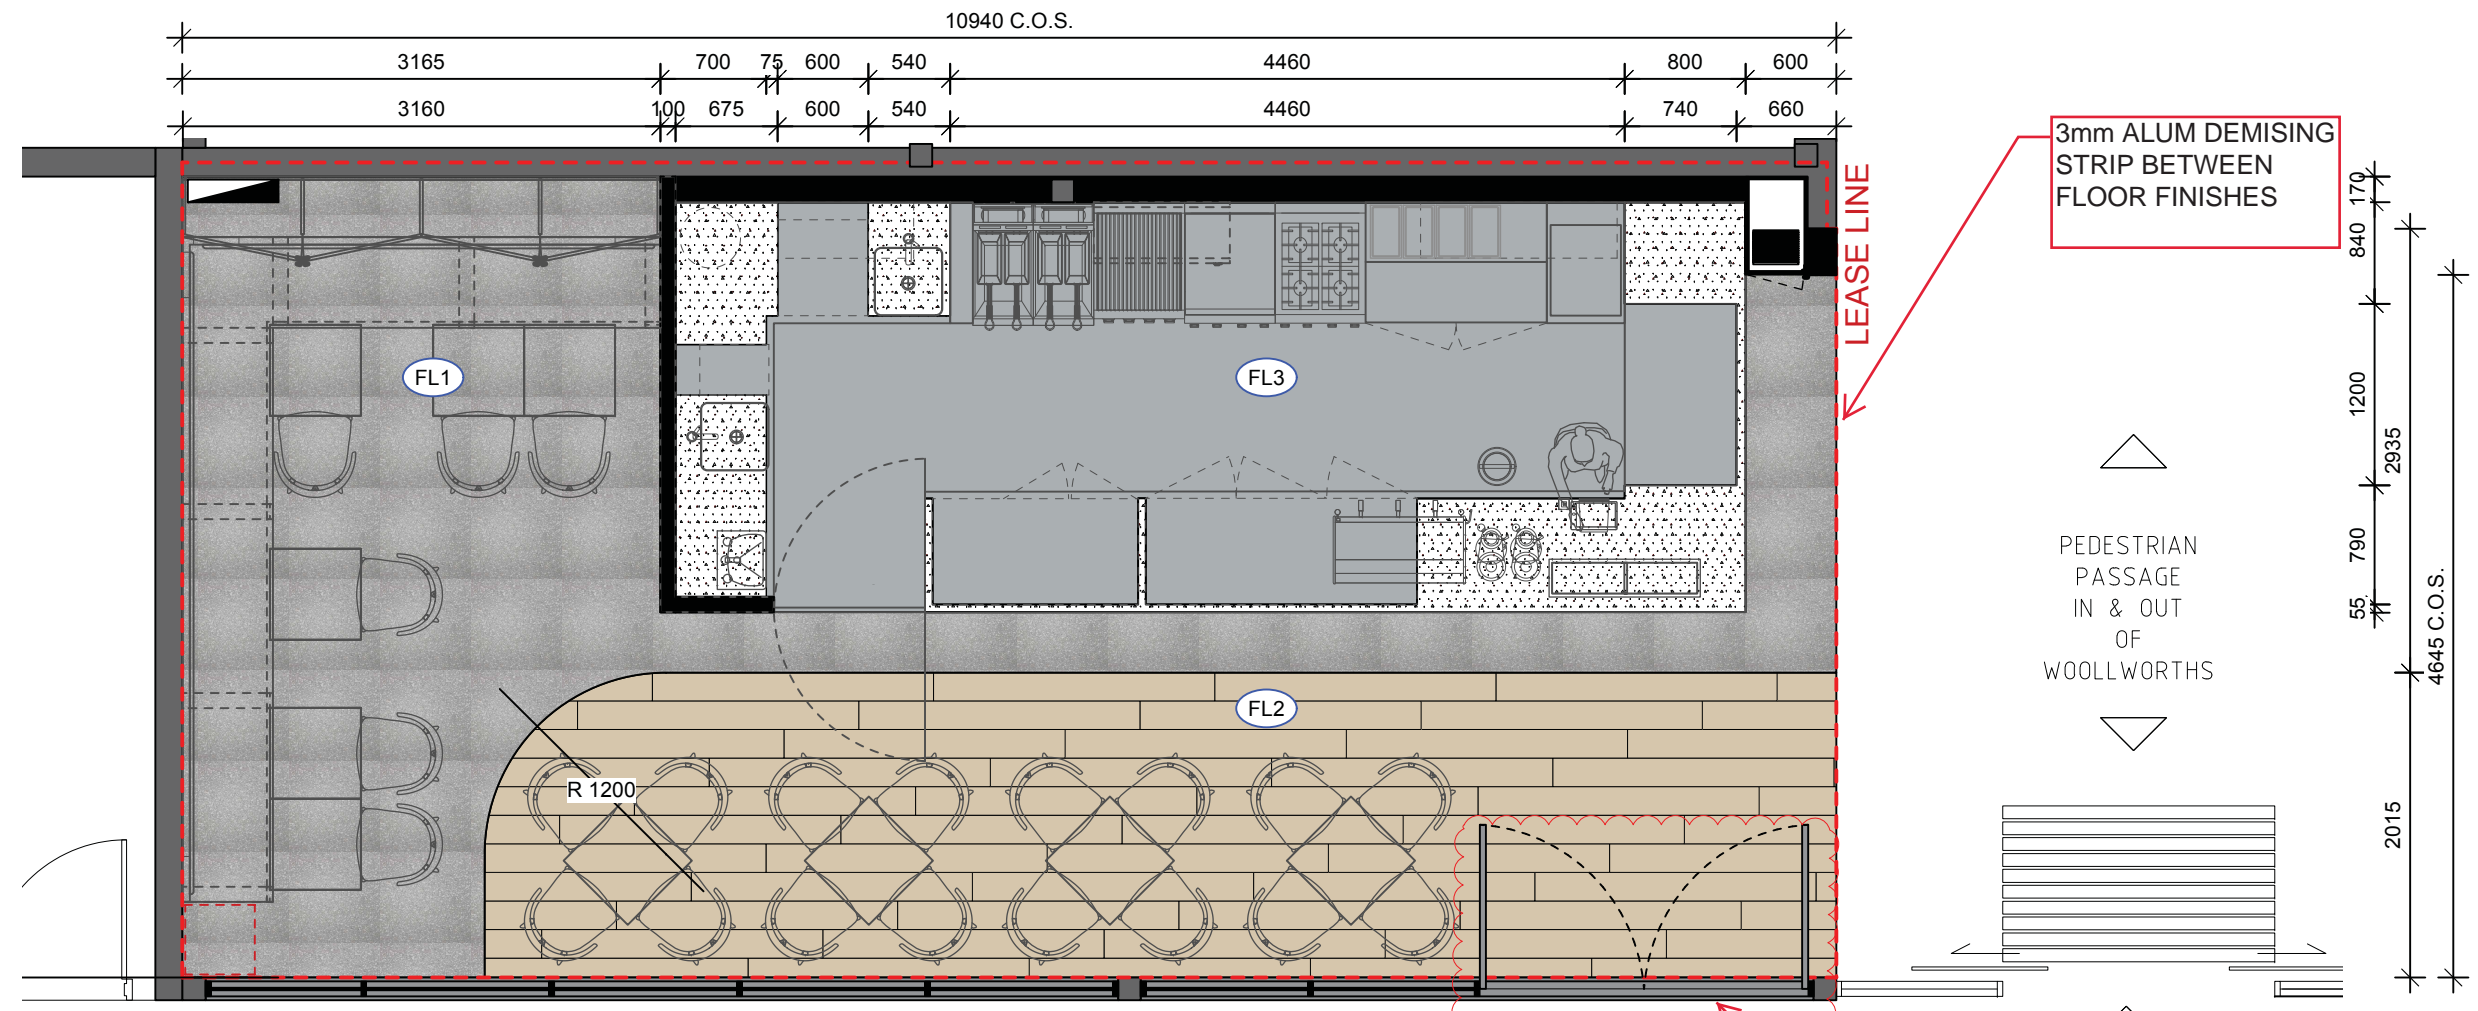 10940 C.O.S.
3165 700 75 600 540 4460 800 600
3160 100 675 600 540 4460 740 660
3mm ALUM DEMISING
STRIP BETWEEN
FLOOR FINISHES
LEASE LINE
170
840
1200
2935
790
55
4645 C.O.S.
2015
FL1
FL3
FL2
R 1200
PEDESTRIAN
PASSAGE
IN & OUT
OF
WOOLLWORTHS